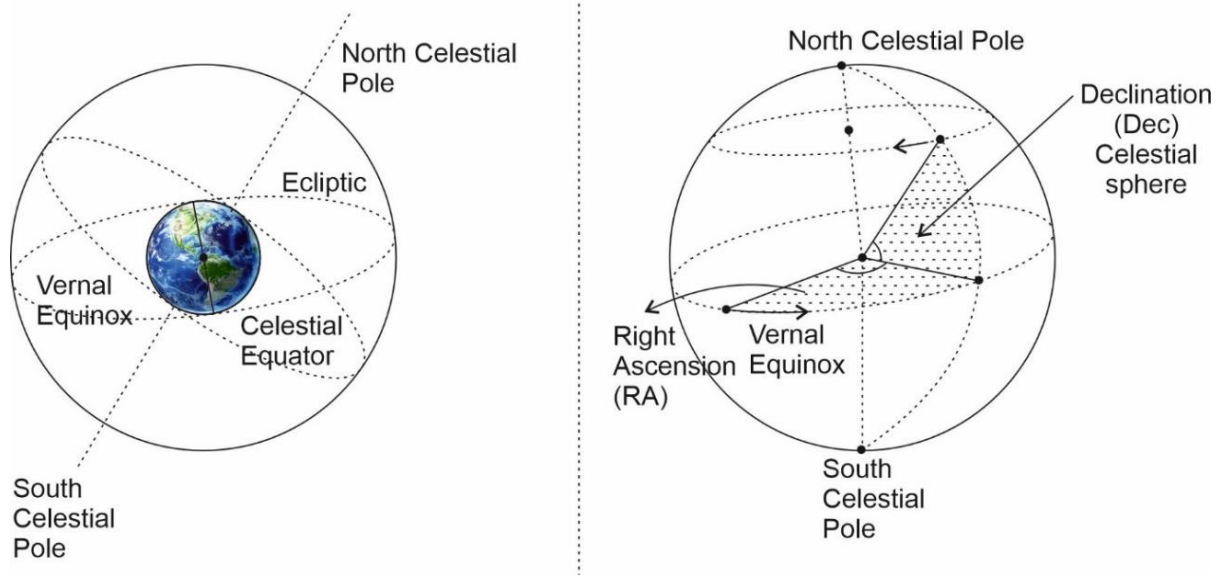 North Celestial
Pole
Ecliptic
Vernal
Equinox
Celestial
Equator
South
Celestial
Pole
North Celestial Pole
Declination
(Dec)
Celestial
sphere
Right
Ascension
(RA)
Vernal
Equinox
South
Celestial
Pole